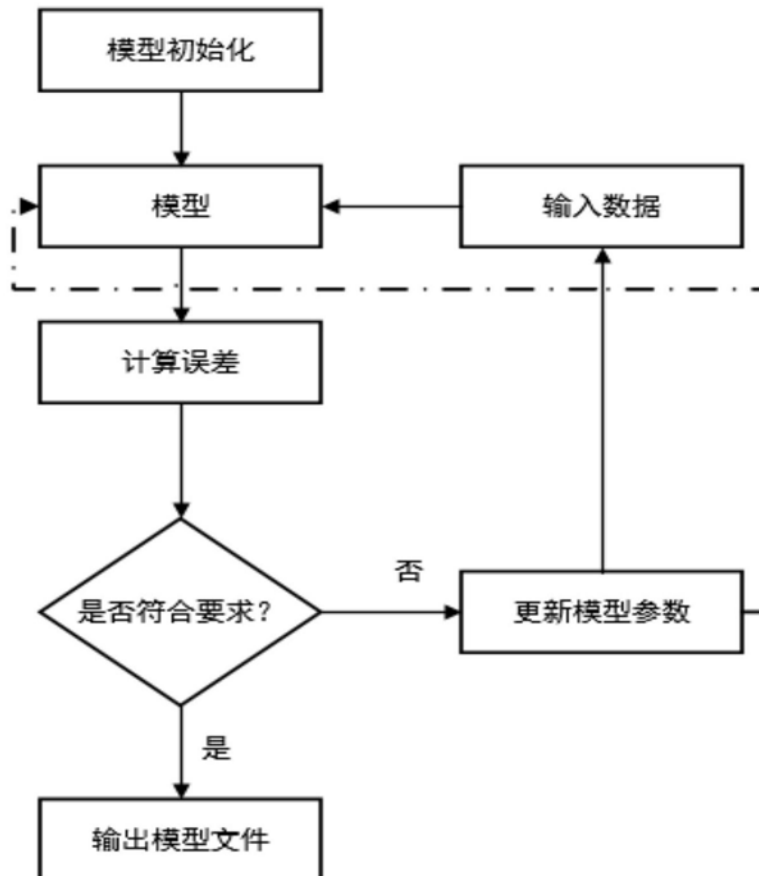 模型初始化
模型
输入数据
计算误差
是否符合要求?
否
更新模型参数
是
输出模型文件